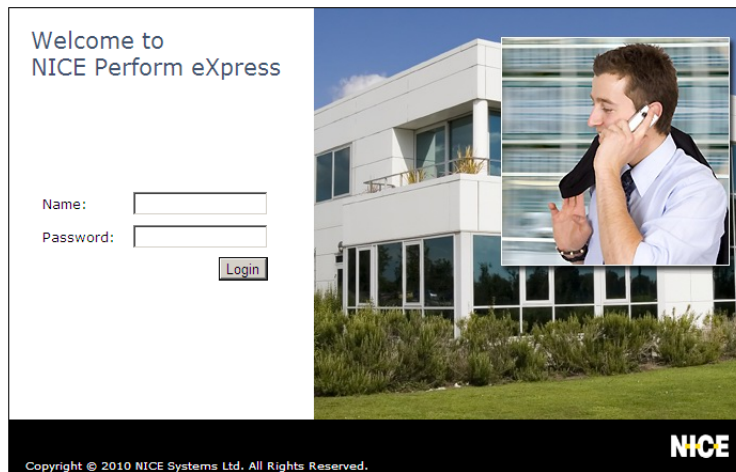 Welcome to
NICE Perform eXpress
Name:
Password:
Login
NICE
Copyright © 2010 NICE Systems Ltd. All Rights Reserved.